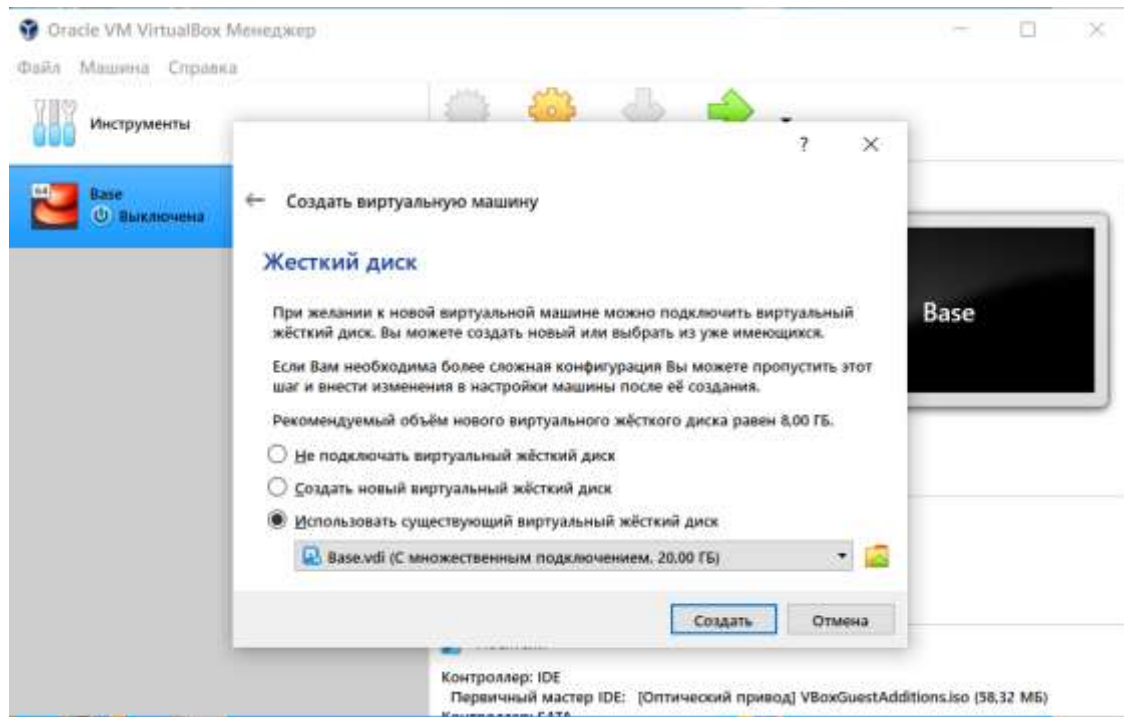 Oracle VM VirtualBox Менеджер
Файл Машина Справка
Инструменты
64
Base
Выключена
?
Создать виртуальную машину
Жесткий диск
При желании к новой виртуальной машине можно подключить виртуальный
жёсткий диск. Вы можете создать новый или выбрать из уже имеющихся.
Если Вам необходима более сложная конфигурация Вы можете пропустить этот
шаг и внести изменения в настройки машины после её создания.
Рекомендуемый объём нового виртуального жёсткого диска равен 8,00 ГБ.
Не подключать виртуальный жёсткий диск
Создать новый виртуальный жёсткий диск
Использовать существующий виртуальный жёсткий диск
Base.vdi (С множественным подключением, 20,00 ГБ)
Создать Отмена
Base
Контроллер: IDE
Первичный мастер IDE: [Оптический привод] VBoxGuestAdditions.iso (58,32 МБ)